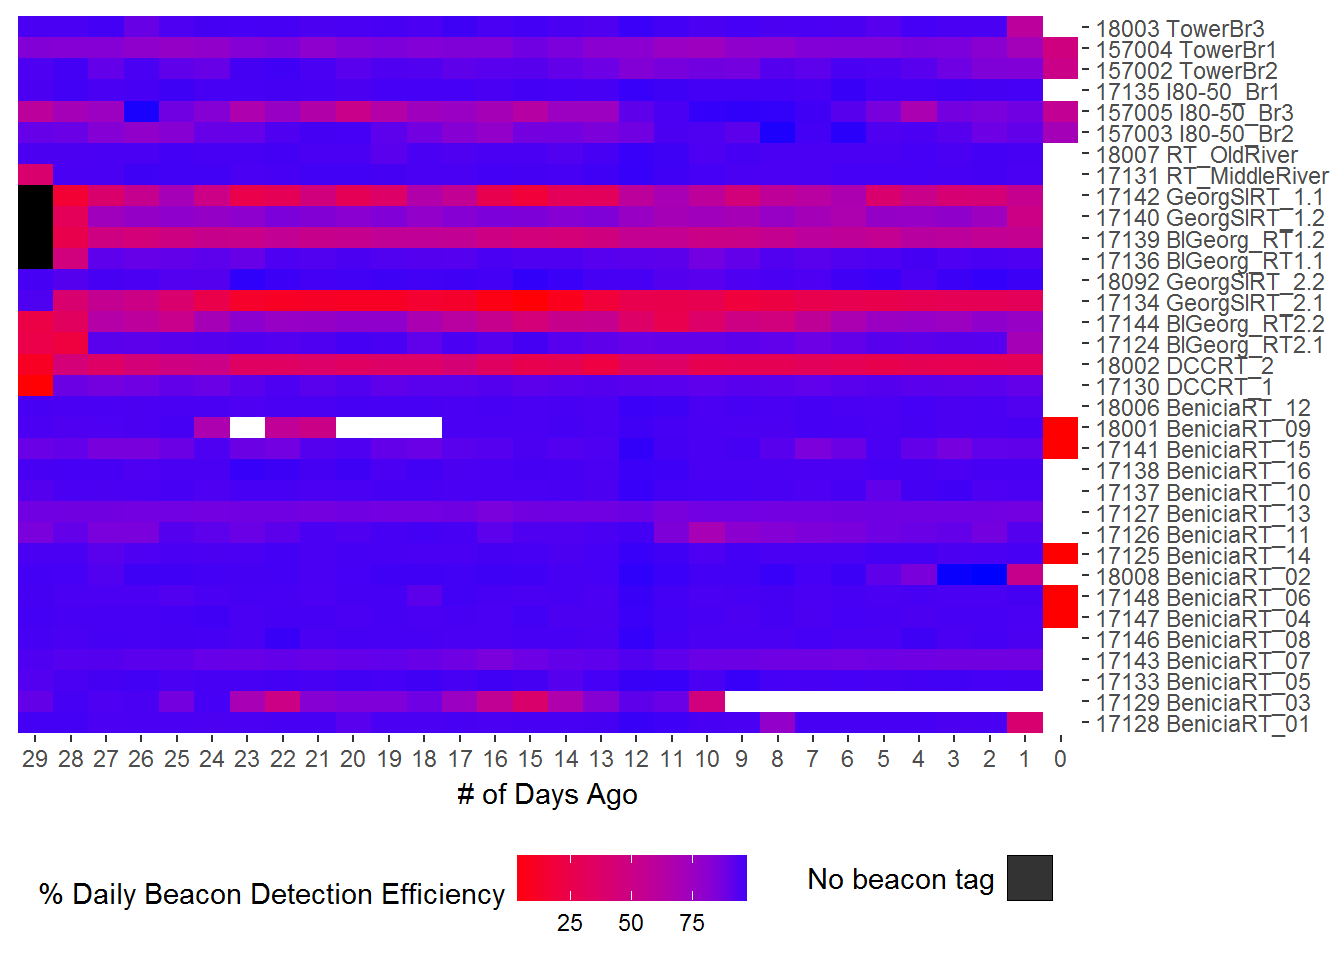 18003 TowerBr3
157004 TowerBr1
157002 TowerBr2
17135 I80-50_Br1
157005 I80-50_Br3
157003 I80-50_Br2
18007 RT_OldRiver
17131 RT_MiddleRiver
17142 GeorgSlRT_1.1
17140 GeorgSlRT_1.2
17139 BlGeorg_RT1.2
17136 BlGeorg_RT1.1
18092 GeorgSlRT_2.2
17134 GeorgSlRT_2.1
17144 BlGeorg_RT2.2
17124 BlGeorg_RT2.1
18002 DCCRT_2
17130 DCCRT_1
18006 BeniciaRT_12
18001 BeniciaRT_09
17141 BeniciaRT_15
17138 BeniciaRT_16
17137 BeniciaRT_10
17127 BeniciaRT_13
17126 BeniciaRT_11
17125 BeniciaRT_14
18008 BeniciaRT_02
17148 BeniciaRT_06
17147 BeniciaRT_04
17146 BeniciaRT_08
17143 BeniciaRT_07
17133 BeniciaRT_05
17129 BeniciaRT_03
17128 BeniciaRT_01
29 28 27 26 25 24 23 22 21 20 19 18 17 16 15 14 13 12 11 10 9 8 7 6 5 4 3 2 1 0
# of Days Ago
% Daily Beacon Detection Efficiency
25 50 75
No beacon tag